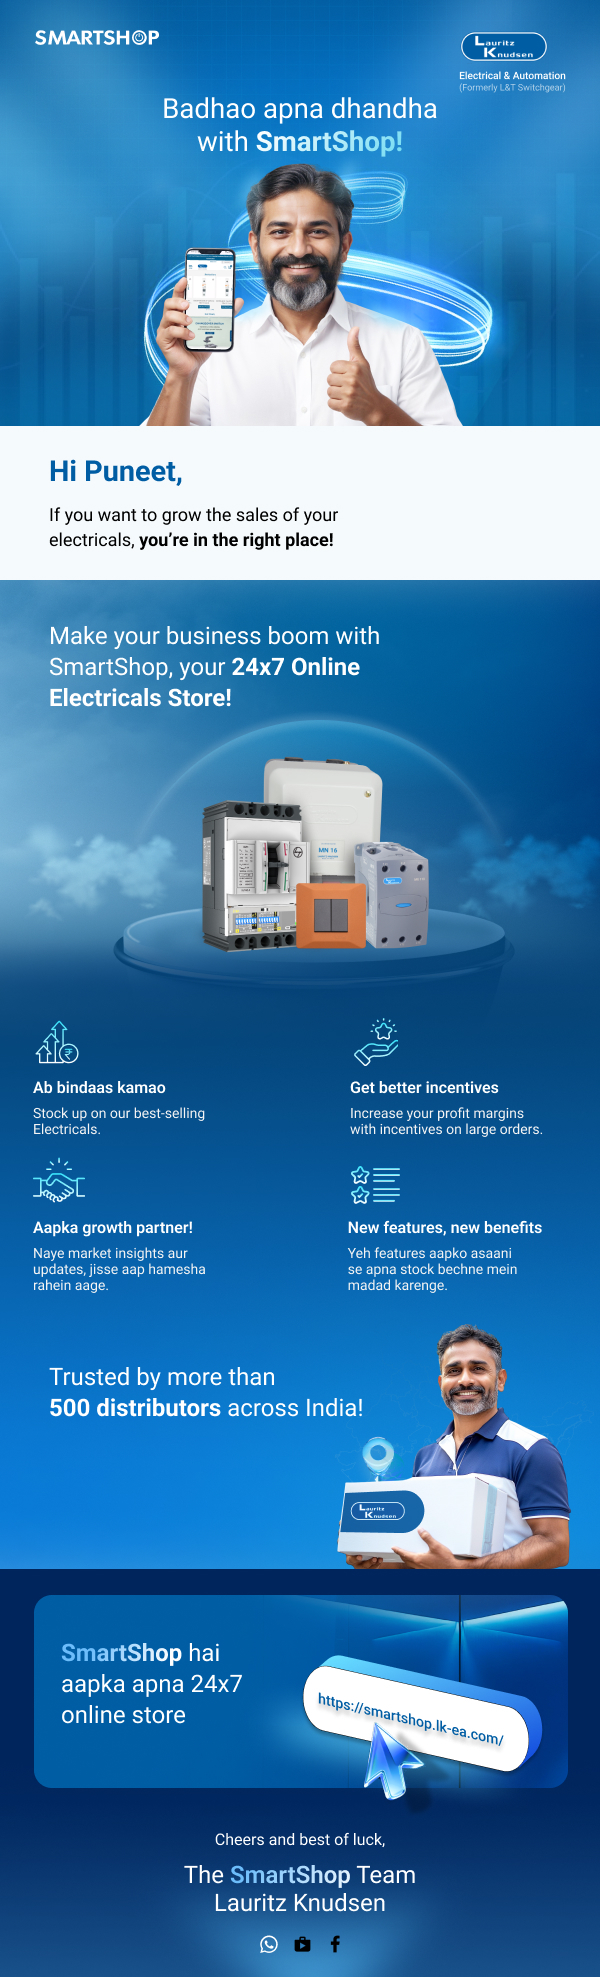 SMARTSHOP
Lauritz
Knudsen
Electrical & Automation
(Formerly L&T Switchgear)
Badhao apna dhandha
with SmartShop!
Hi Puneet,
If you want to grow the sales of your
electricals, you’re in the right place!
Make your business boom with
SmartShop, your 24x7 Online
Electricals Store!
MN 16
Ab bindaas kamao
Stock up on our best-selling
Electricals.
Get better incentives
Increase your profit margins
with incentives on large orders.
Aapka growth partner!
Naye market insights aur
updates, jisse aap hamesha
rahein aage.
New features, new benefits
Yeh features aapko asaani
se apna stock bechne mein
madad karenge.
Trusted by more than
500 distributors across India!
Lauritz
Knudsen
SmartShop hai
aapka apna 24x7
online store
https://smartshop.lk-ea.com/
Cheers and best of luck,
The SmartShop Team
Lauritz Knudsen